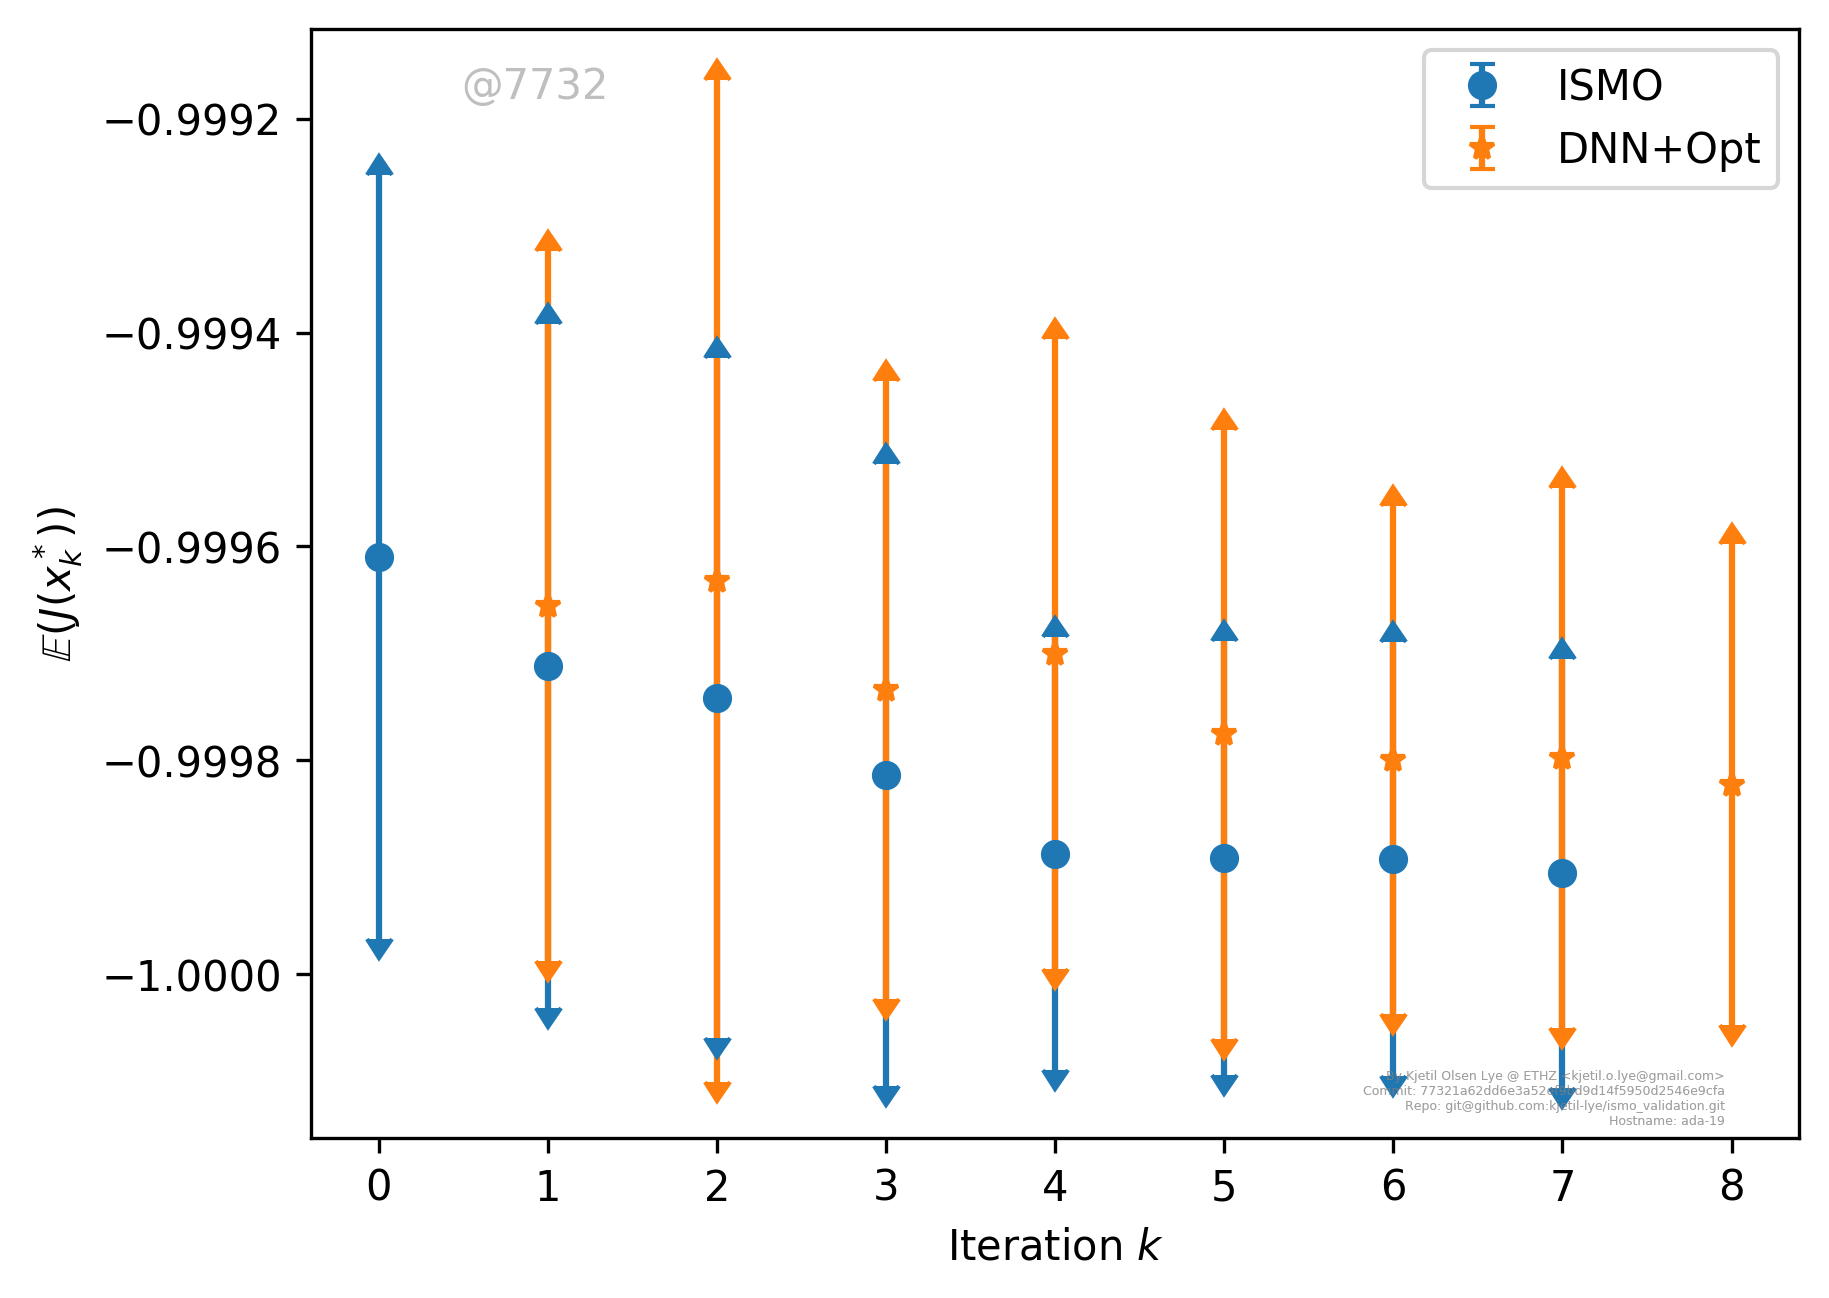 @7732
ISMO
DNN+Opt
−0.9992
−0.9994
−0.9996
−0.9998
−1.0000
𝔼(J(x*k))
0 1 2 3 4 5 6 7 8
Iteration k
By Kjetil Olsen Lye @ ETHZ <kjetil.o.lye@gmail.com>
Commit:
Repo: git@github.com:kjetil-lye/ismo_validation.git
Hostname: ada-19